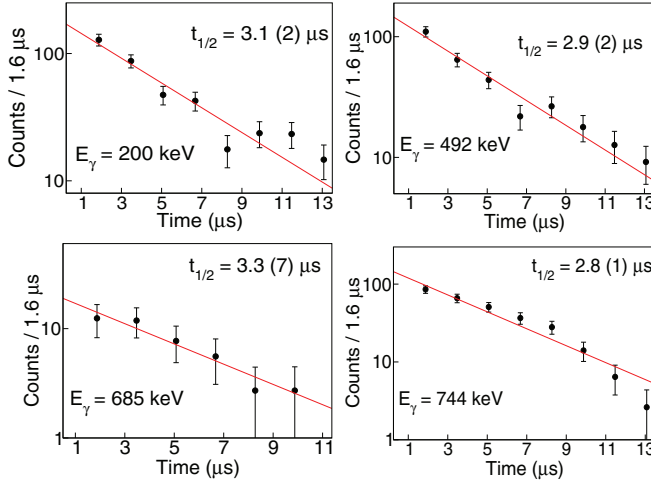 t1/2 = 3.1 (2) μs
100
10
Counts / 1.6 μs
Eγ = 200 keV
1 3 5 7 9 11 13
Time (μs)
t1/2 = 2.9 (2) μs
100
10
Counts / 1.6 μs
Eγ = 492 keV
1 3 5 7 9 11 13
Time (μs)
t1/2 = 3.3 (7) μs
10
1
Counts / 1.6 μs
Eγ = 685 keV
1 3 5 7 9 11
Time (μs)
t1/2 = 2.8 (1) μs
100
10
1
Counts / 1.6 μs
Eγ = 744 keV
1 3 5 7 9 11 13
Time (μs)